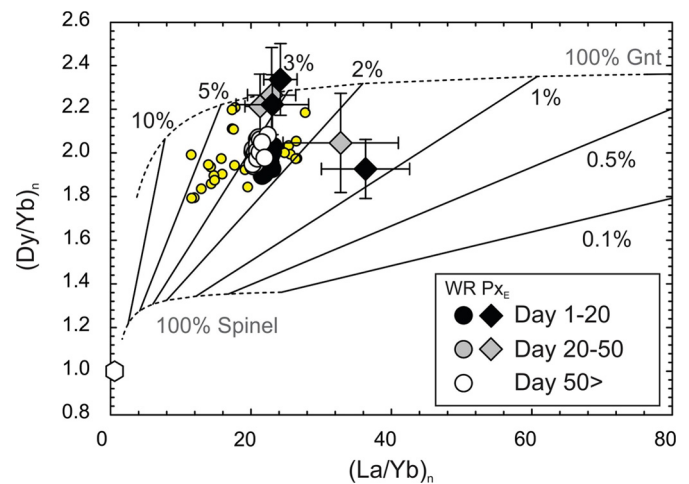 2.6
2.4
2.2
2.0
1.8
1.6
1.4
1.2
1.0
0.8
(Dy/Yb)n
100% Gnt
10%
5%
3%
2%
1%
0.5%
0.1%
100% Spinel
WR PxE
Day 1-20
Day 20-50
Day 50>
0
20
40
60
80
(La/Yb)n